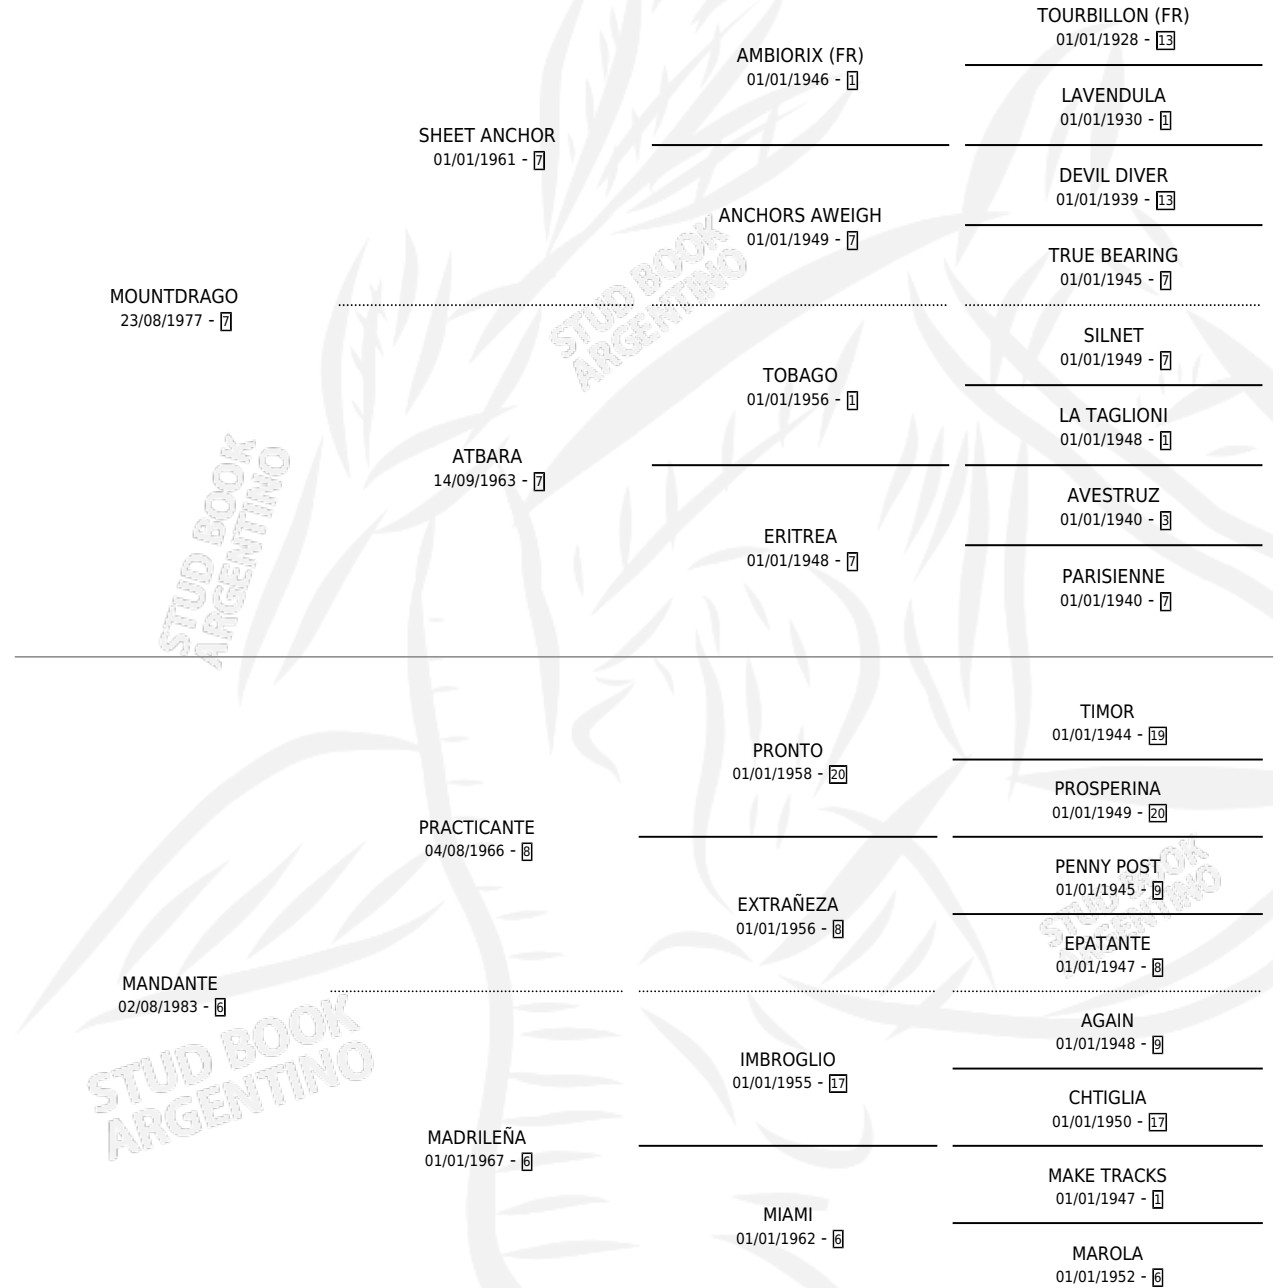 TOURBILLON (FR)
01/01/1928 - 13
AMBIORIX (FR)
01/01/1946 - 1
LAVENDULA
01/01/1930 - 1
SHEET ANCHOR
01/01/1961 - 7
DEVIL DIVER
01/01/1939 - 13
ANCHORS AWEIGH
01/01/1949 - 7
TRUE BEARING
01/01/1945 - 7
MOUNTDRAGO
23/08/1977 - 7
STUD BOOK
ARGENTINO
SILNET
01/01/1949 - 7
TOBAGO
01/01/1956 - 1
LA TAGLIONI
01/01/1948 - 1
ATBARA
14/09/1963 - 7
AVESTRUZ
01/01/1940 - 3
ERITREA
01/01/1948 - 7
PARISIENNE
01/01/1940 - 7
STUD BOOK
ARGENTINO
TIMOR
01/01/1944 - 19
PRONTO
01/01/1958 - 20
PROSPERINA
01/01/1949 - 20
PRACTICANTE
04/08/1966 - 8
PENNY POST
01/01/1945 - 9
EXTRAÑEZA
01/01/1956 - 8
EPATANTE
01/01/1947 - 8
STUD BOOK
ARGENTINO
MANDANTE
02/08/1983 - 6
AGAIN
01/01/1948 - 9
IMBROGLIO
01/01/1955 - 17
CHTIGLIA
01/01/1950 - 17
STUD BOOK
ARGENTINO
MADRILEÑA
01/01/1967 - 6
MAKE TRACKS
01/01/1947 - 1
MIAMI
01/01/1962 - 6
MAROLA
01/01/1952 - 6